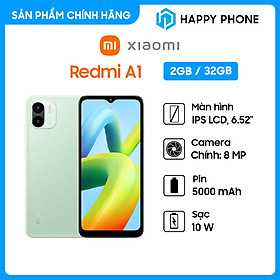 SẢN PHẨM CHÍNH HÃNG
HAPPY PHONE
xiaomi
Redmi A1
2GB / 32GB
Màn hình
IPS LCD, 6.52"
Camera
Chính: 8 MP
Pin
5000 mAh
Sạc
10 W